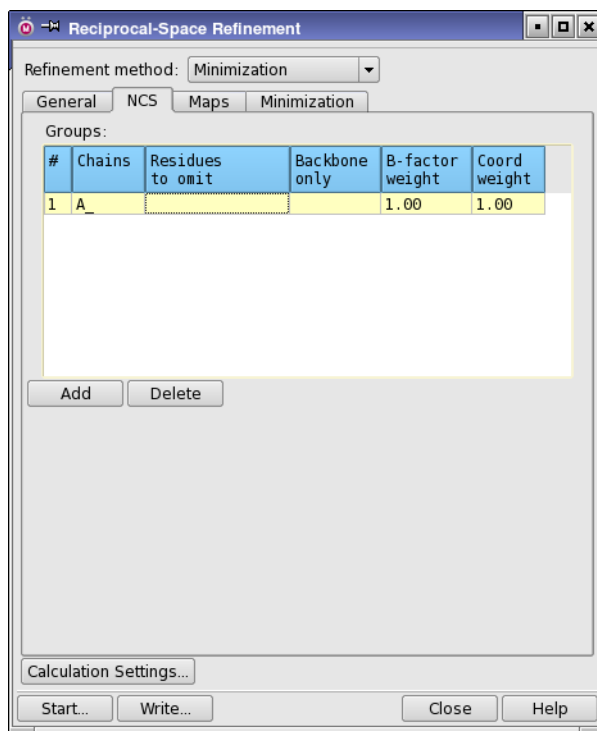 Reciprocal-Space Refinement
Refinement method: Minimization
General NCS Maps Minimization
Groups:
# Chains Residues to omit Backbone only B-factor weight Coord weight
1 A_ 1.00 1.00
Add Delete
Calculation Settings...
Start... Write... Close Help